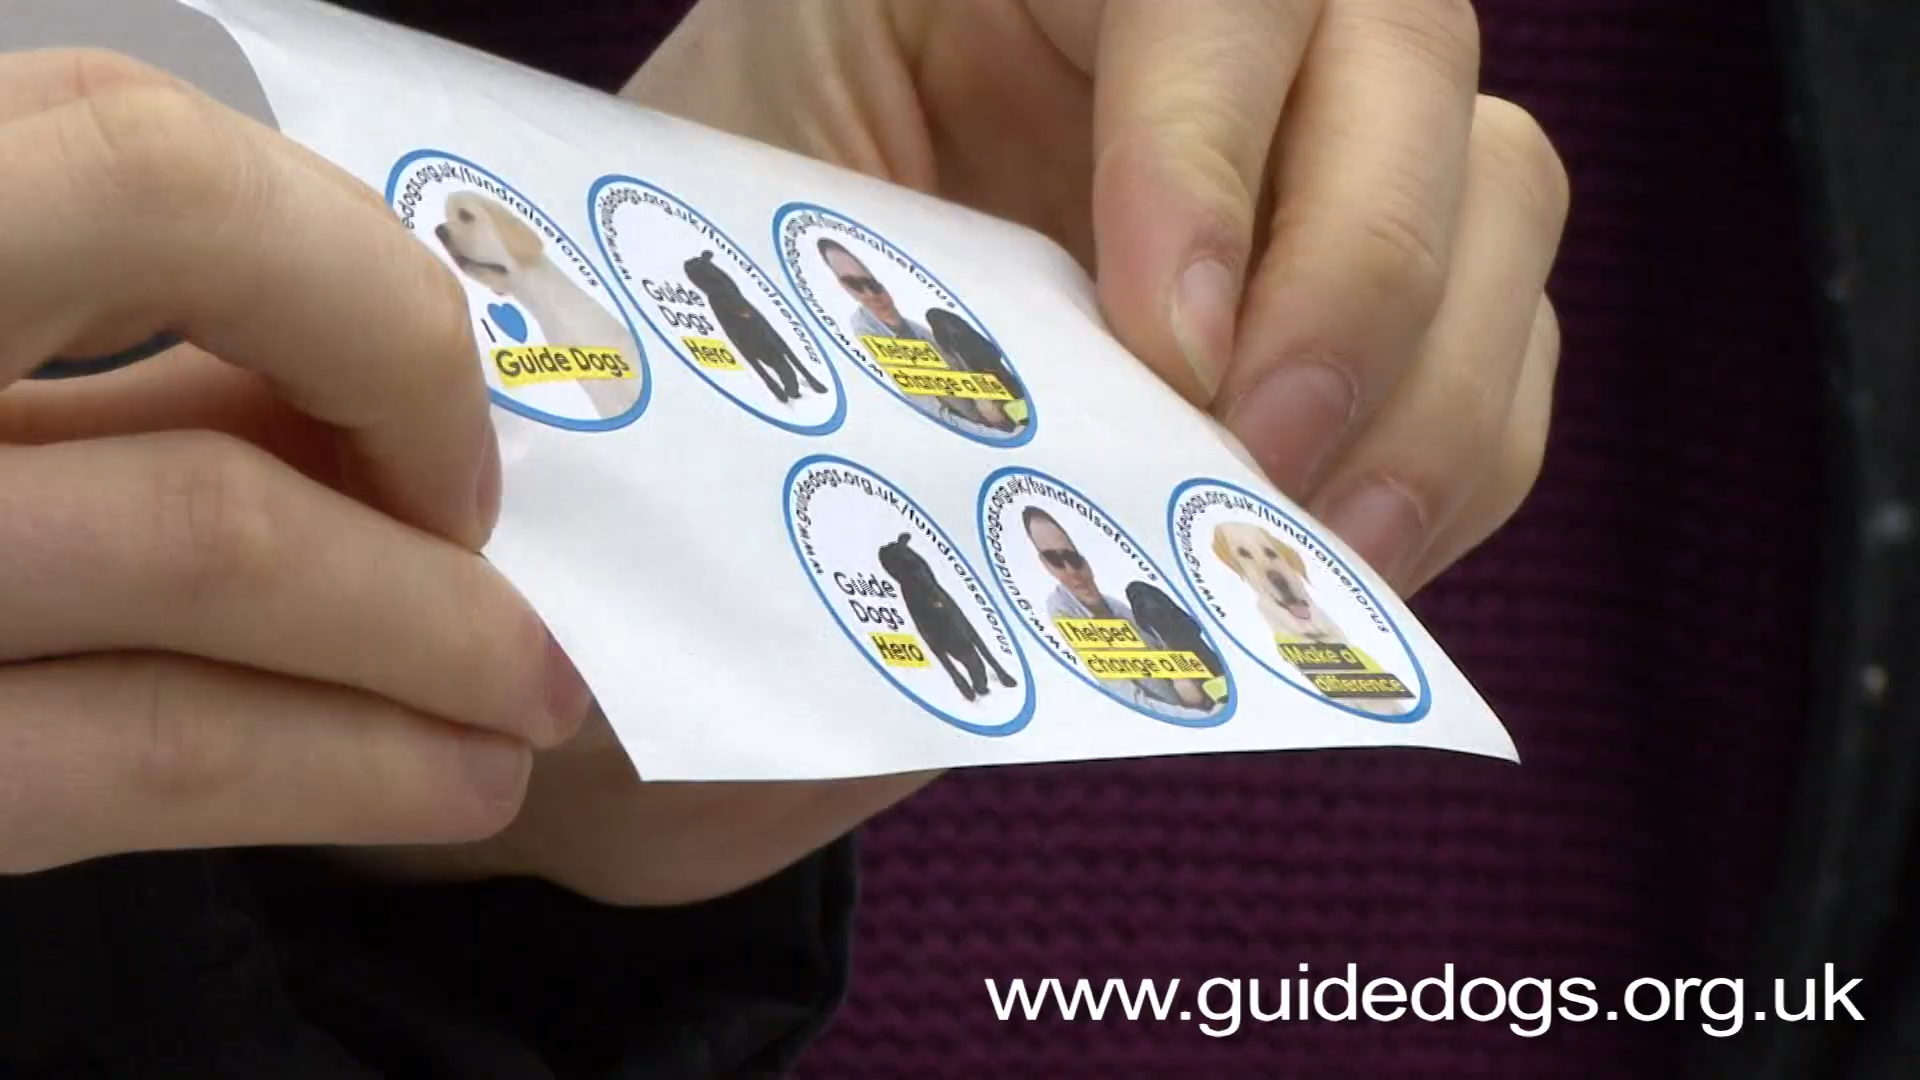 edogs.org.uk/fundraiseforus
I
Guide Dogs
www.guidedogs.org.uk/fundraiseforus
Guide
Dogs
Hero
www.guidedogs.org.uk/fundraiseforus
I helped
change a life
www.guidedogs.org.uk/fundraiseforus
Guide
Dogs
Hero
www.guidedogs.org.uk/fundraiseforus
I helped
change a life
www.guidedogs.org.uk/fundraiseforus
I Make a
difference
www.guidedogs.org.uk